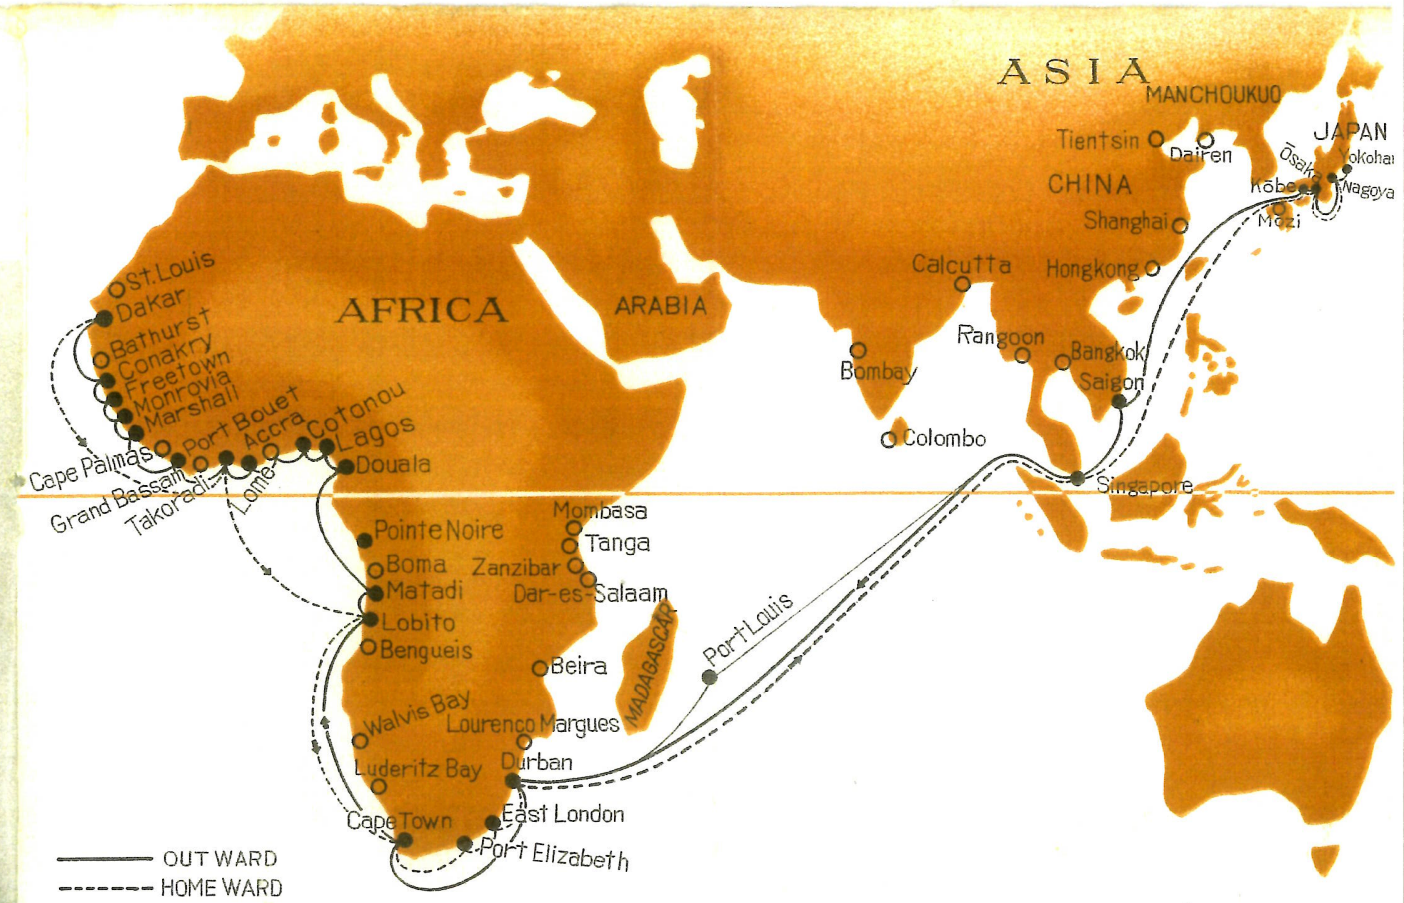 ASIA
MANCHOUKUO
JAPAN
Tientsin
Dairen
Ōsaka
Yokohar
CHINA
Kōbe
Nagoya
Mozi
Shanghai
Calcutta
Hongkong
St.Louis
Dakar
AFRICA
ARABIA
Bathurst
Conakry
Freetown
Monrovia
Marshall
Rangoon
Bangkok
Bombay
Saigon
Port Bouet
Accra
Cotonou
Lagos
Colombo
Cape Palmas
Douala
Grand Bassam
Takoradi
Lome
Singapore
Mombasa
Pointe Noire
Tanga
Boma
Zanzibar
Matadi
Dar-es-Salaam
Lobito
Port Louis
Bengueis
Beira
MADAGASCAR
Walvis Bay
Lourenco Margues
Luderitz Bay
Durban
Cape Town
East London
Port Elizabeth
OUT WARD
HOME WARD